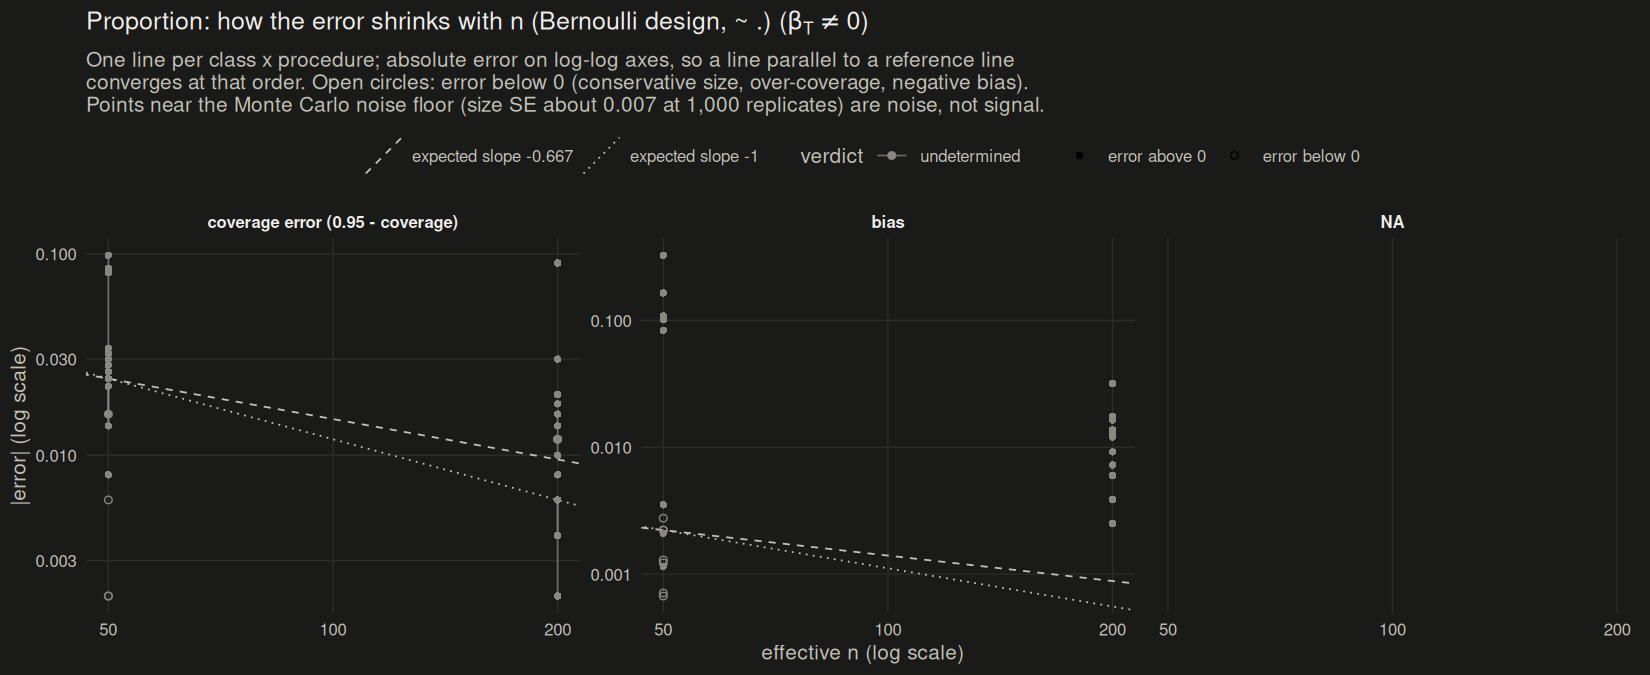 Proportion: how the error shrinks with n (Bernoulli design, ~ .) (βT ≠ 0)
One line per class x procedure; absolute error on log-log axes, so a line parallel to a reference line
converges at that order. Open circles: error below 0 (conservative size, over-coverage, negative bias).
Points near the Monte Carlo noise floor (size SE about 0.007 at 1,000 replicates) are noise, not signal.
expected slope -0.667
expected slope -1
verdict
undetermined
error above 0
error below 0
coverage error (0.95 - coverage)
bias
NA
|error| (log scale)
0.100
0.030
0.010
0.003
0.100
0.010
0.001
50
100
200
50
100
200
50
100
200
effective n (log scale)